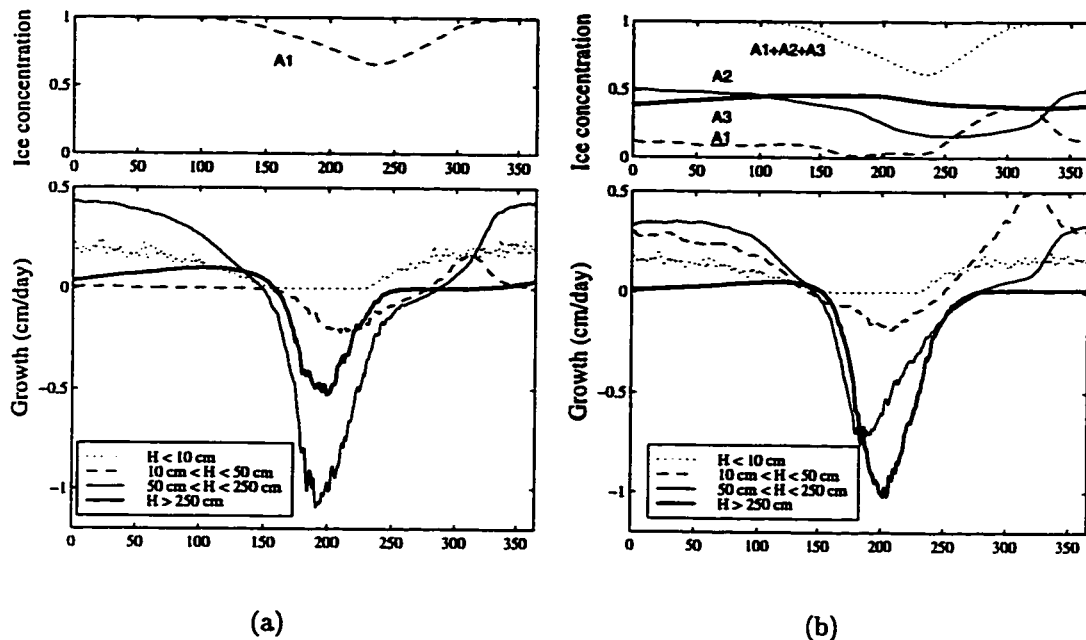 Ice concentration
1
0.5
0
A1
0 50 100 150 200 250 300 350
Growth (cm/day)
0.5
0
-0.5
-1
H < 10 cm
10 cm < H < 50 cm
50 cm < H < 250 cm
H > 250 cm
0 50 100 150 200 250 300 350
(a)
Ice concentration
1
0.5
0
A1+A2+A3
A2
A3
A1
0 50 100 150 200 250 300 350
Growth (cm/day)
0.5
0
-0.5
-1
H < 10 cm
10 cm < H < 50 cm
50 cm < H < 250 cm
H > 250 cm
0 50 100 150 200 250 300 350
(b)